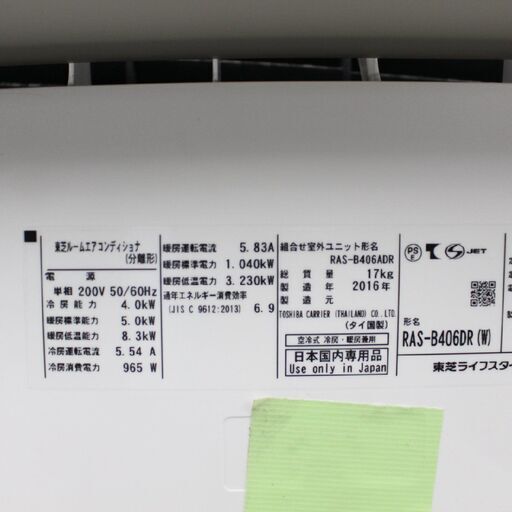 東芝ルームエアコンディショナ
(分離形)
電 源
単相 200V 50/60Hz
冷房能力 4.0kW
暖房標準能力 5.0kW
暖房低温能力 8.3kW
冷房運転電流 5.54 A
冷房消費電力 965 W
暖房運転電流 5.83A
暖房標準電力 1.040kW
暖房低温電力 3.230kW
通年エネルギー消費効率
(JIS C 9612:2013) 6.9
組合せ室外ユニット形名
RAS-B406ADR
総質量 17kg
製造年 2016年
製造元
TOSHIBA CARRIER (THAILAND) CO., LTD.
(タイ国製)
空冷式 冷房・暖房兼用
日本国内専用品
Use only in Japan
PS
E
JET
形名
RAS-B406DR(W)
東芝ライフスタイ